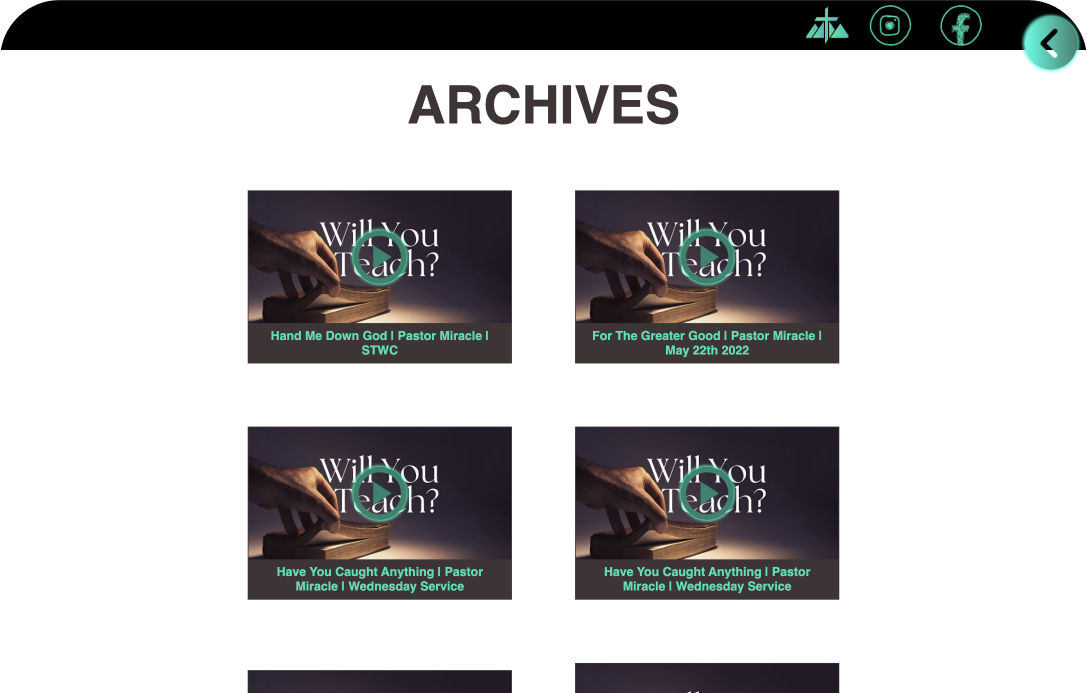 ARCHIVES
Will You
Teach?
Hand Me Down God | Pastor Miracle |
STWC
Will You
Teach?
For The Greater Good | Pastor Miracle |
May 22th 2022
Will You
Teach?
Have You Caught Anything | Pastor
Miracle | Wednesday Service
Will You
Teach?
Have You Caught Anything | Pastor
Miracle | Wednesday Service